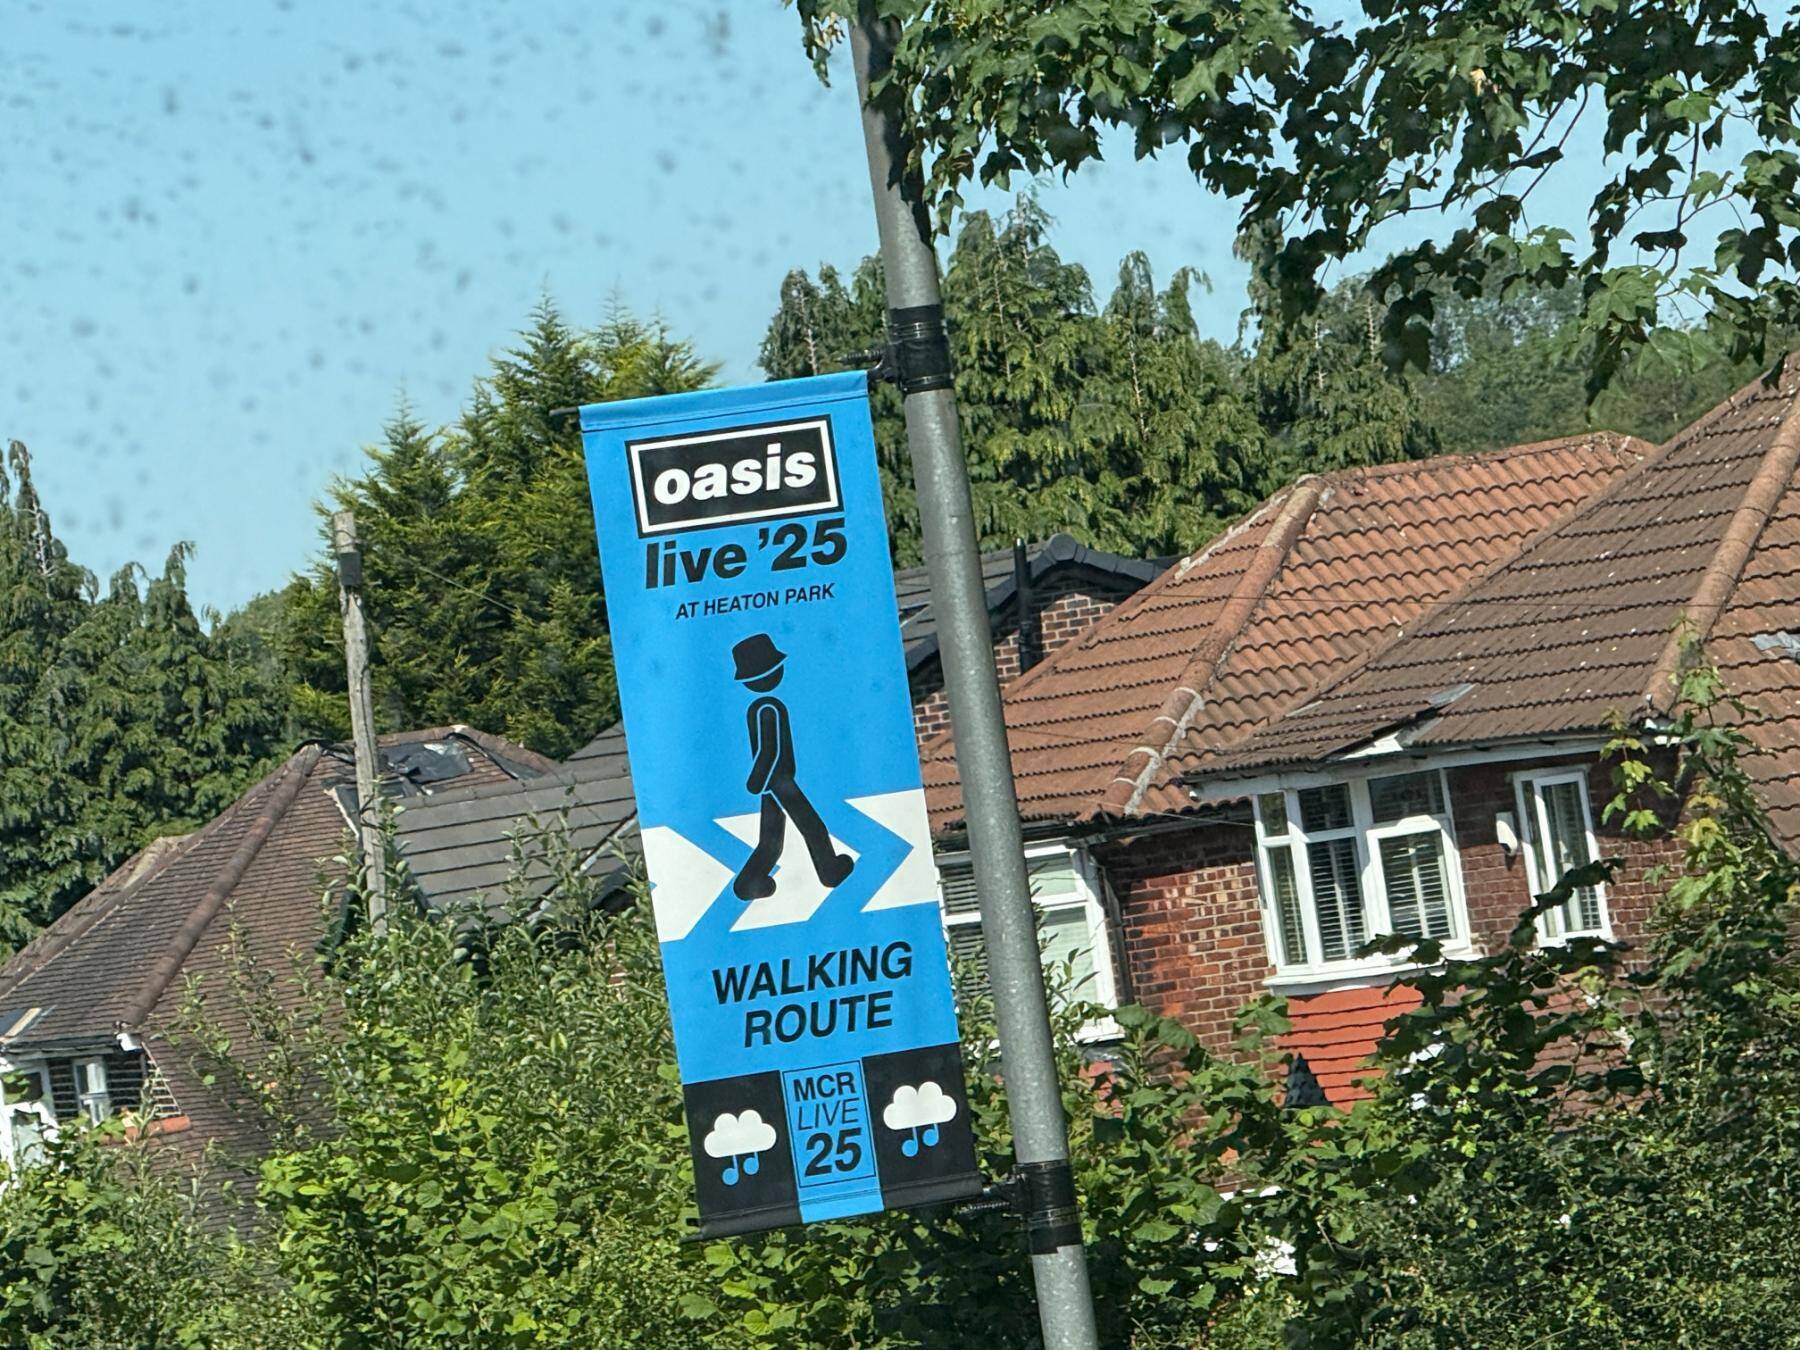 oasis
live '25
AT HEATON PARK
WALKING
ROUTE
MCR
LIVE
25